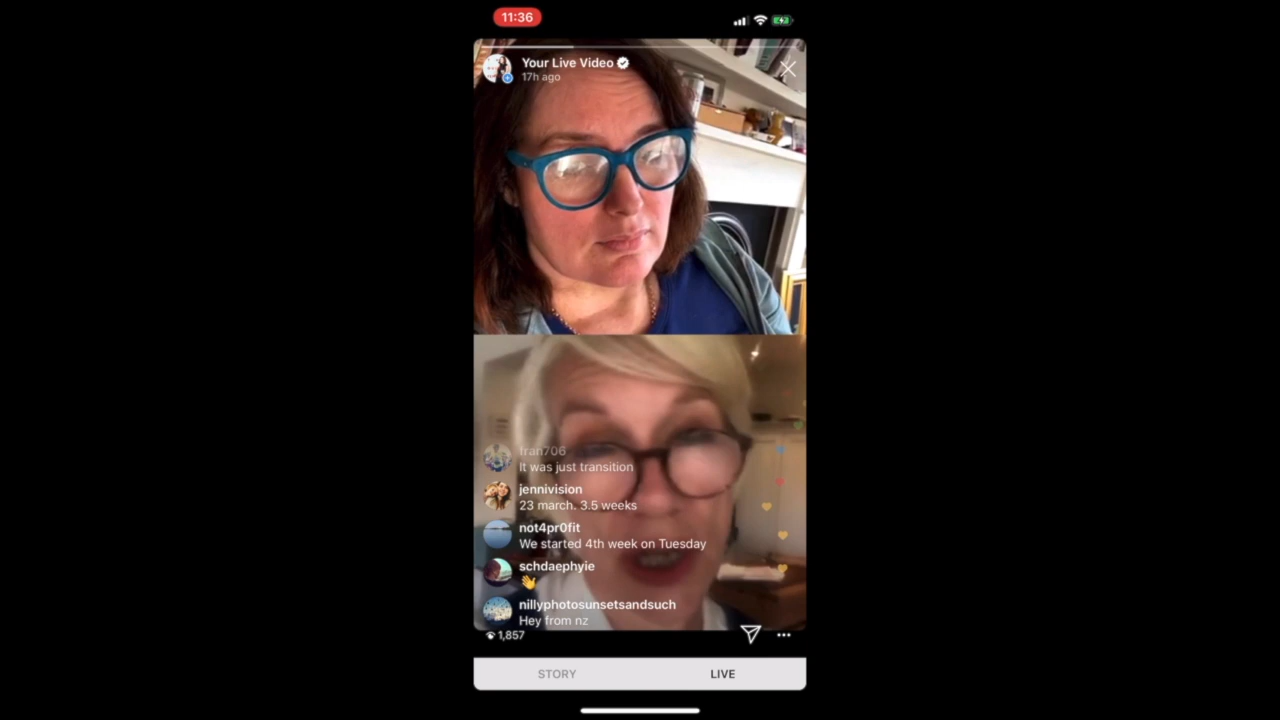 11:36
Your Live Video
17h ago
fran706
It was just transition
jennivision
23 march. 3.5 weeks
not4pr0fit
We started 4th week on Tuesday
schdaephyie
👋
nillyphotosunsetsandsuch
Hey from nz
1,857
STORY
LIVE